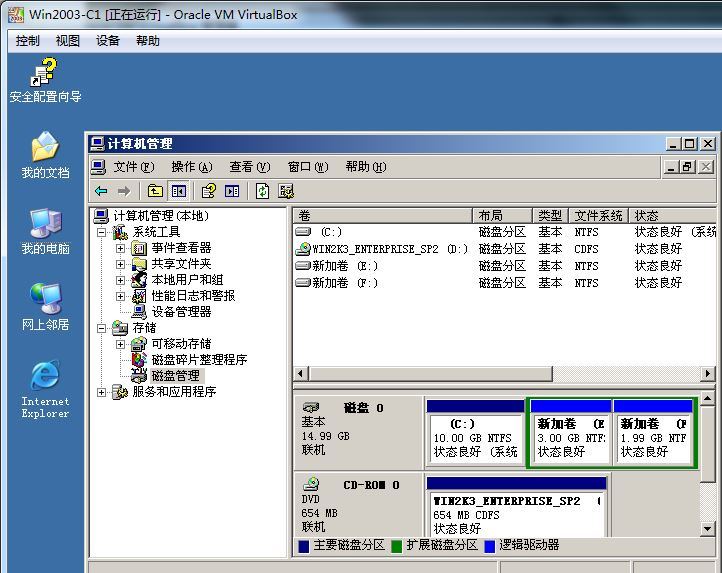 Win2003-C1 [正在运行] - Oracle VM VirtualBox
控制 视图 设备 帮助
安全配置向导
我的文档
我的电脑
网上邻居
Internet
Explorer
计算机管理
文件(F) 操作(A) 查看(V) 窗口(W) 帮助(H)
计算机管理(本地)
系统工具
事件查看器
共享文件夹
本地用户和组
性能日志和警报
设备管理器
存储
可移动存储
磁盘碎片整理程序
磁盘管理
服务和应用程序
卷 布局 类型 文件系统 状态
(C:) 磁盘分区 基本 NTFS 状态良好 (系统
WIN2K3_ENTERPRISE_SP2 (D:) 磁盘分区 基本 CDFS 状态良好
新加卷 (E:) 磁盘分区 基本 NTFS 状态良好
新加卷 (F:) 磁盘分区 基本 NTFS 状态良好
磁盘 0
基本
14.99 GB
联机
(C:)
10.00 GB NTFS
状态良好 (系统
新加卷 (E
3.00 GB NTF
状态良好
新加卷 (F
1.99 GB NTF
状态良好
CD-ROM 0
DVD
654 MB
联机
WIN2K3_ENTERPRISE_SP2 (
654 MB CDFS
状态良好
主要磁盘分区 扩展磁盘分区 逻辑驱动器